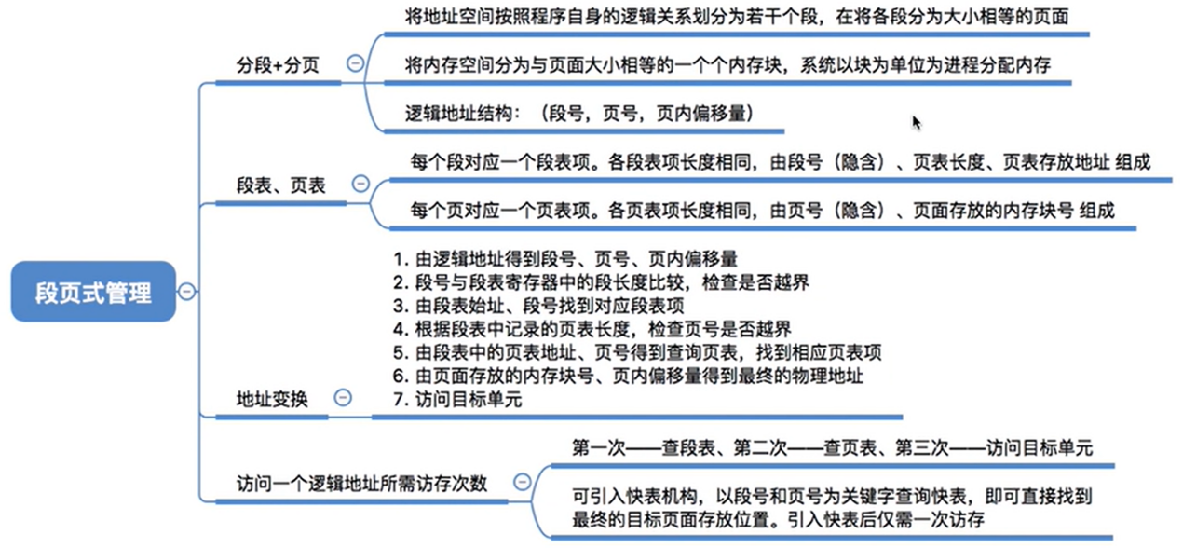 将地址空间按照程序自身的逻辑关系划分为若干个段，在将各段分为大小相等的页面
分段+分页
将内存空间分为与页面大小相等的一个个内存块，系统以块为单位为进程分配内存
逻辑地址结构：（段号，页号，页内偏移量）
每个段对应一个段表项。各段表项长度相同，由段号（隐含）、页表长度、页表存放地址 组成
段表、页表
每个页对应一个页表项。各页表项长度相同，由页号（隐含）、页面存放的内存块号 组成
段页式管理
1. 由逻辑地址得到段号、页号、页内偏移量
2. 段号与段表寄存器中的段长度比较，检查是否越界
3. 由段表始址、段号找到对应段表项
4. 根据段表中记录的页表长度，检查页号是否越界
5. 由段表中的页表地址、页号得到查询页表，找到相应页表项
6. 由页面存放的内存块号、页内偏移量得到最终的物理地址
7. 访问目标单元
地址变换
第一次——查段表、第二次——查页表、第三次——访问目标单元
访问一个逻辑地址所需访存次数
可引入快表机构，以段号和页号为关键字查询快表，即可直接找到
最终的目标页面存放位置。引入快表后仅需一次访存